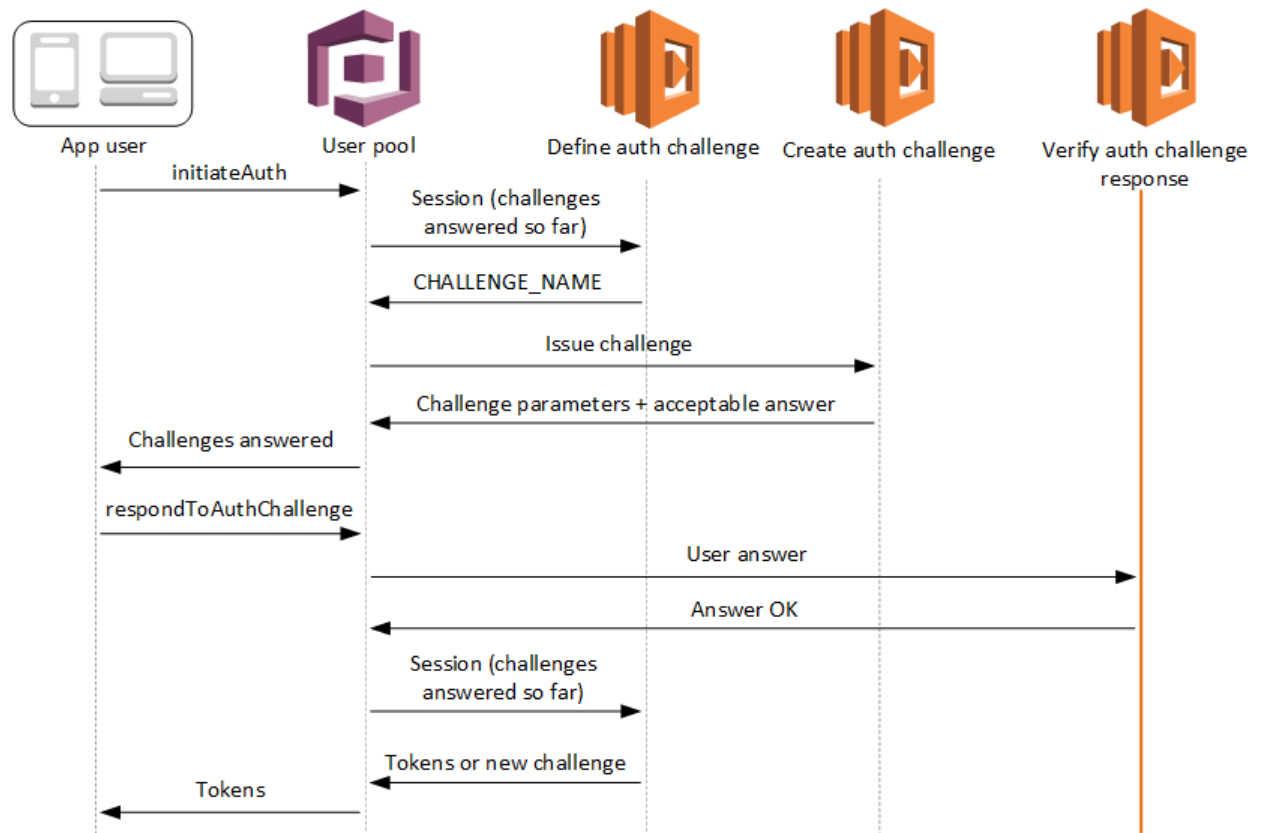 App user
User pool
Define auth challenge
Create auth challenge
Verify auth challenge
response
initiateAuth
Session (challenges
answered so far)
CHALLENGE_NAME
Issue challenge
Challenge parameters + acceptable answer
Challenges answered
respondToAuthChallenge
User answer
Answer OK
Session (challenges
answered so far)
Tokens or new challenge
Tokens